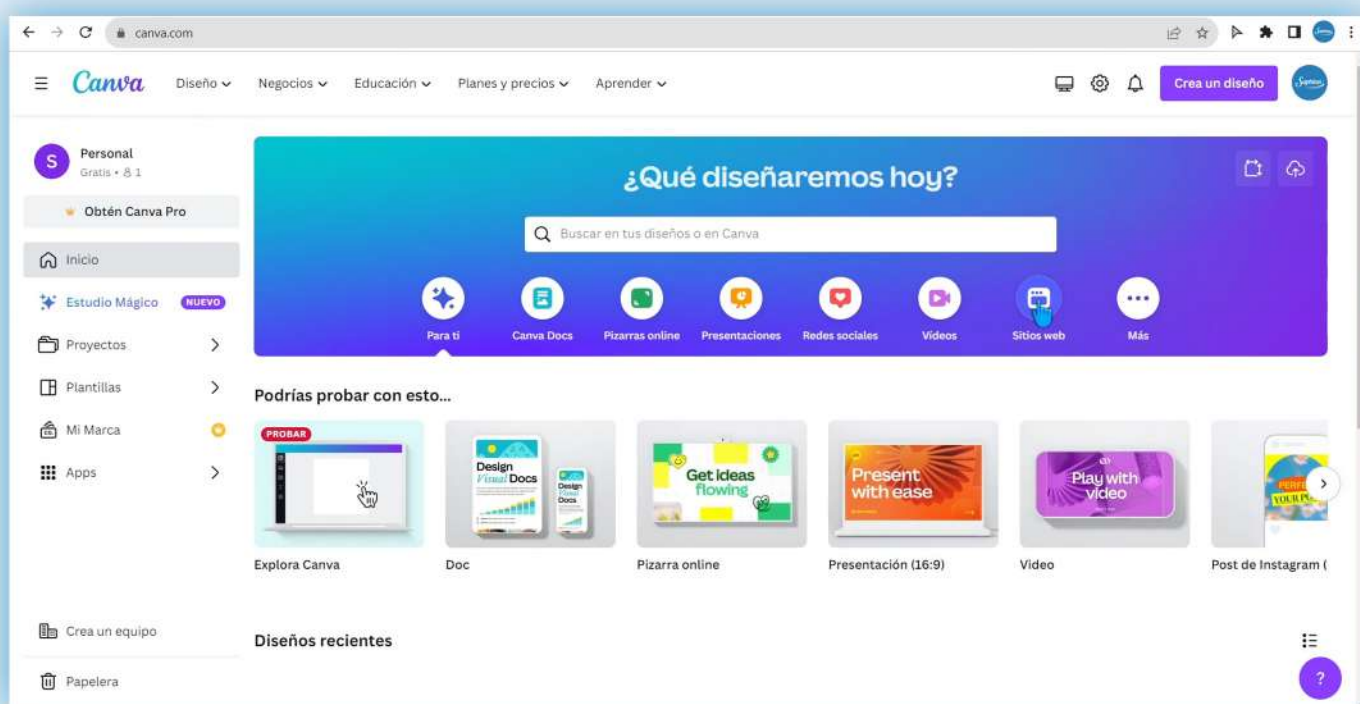 canva.com
Canva
Diseño
Negocios
Educación
Planes y precios
Aprender
Crea un diseño
S
Personal
Gratis • 1
Obtén Canva Pro
Inicio
Estudio Mágico NUEVO
Proyectos
Plantillas
Mi Marca
Apps
Crea un equipo
Papelera
¿Qué diseñaremos hoy?
Buscar en tus diseños o en Canva
Para ti
Canva Docs
Pizarras online
Presentaciones
Redes sociales
Vídeos
Sitios web
Más
Podrías probar con esto...
PROBAR
Design
Visual Docs
Design
Visual
Docs
Get ideas
flowing
Present
with ease
Play with
video
Explora Canva
Doc
Pizarra online
Presentación (16:9)
Video
Post de Instagram (
Diseños recientes
?